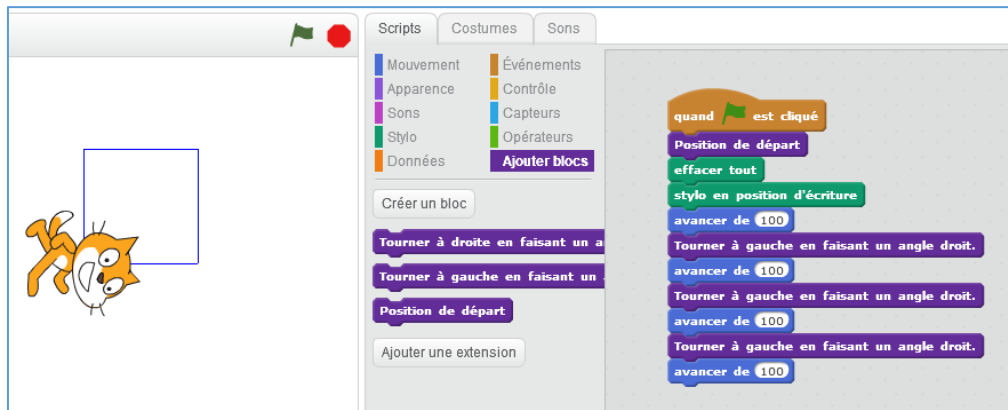 Scripts Costumes Sons
Mouvement Événements
Apparence Contrôle
Sons Capteurs
Stylo Opérateurs
Données Ajouter blocs
Créer un bloc
Tourner à droite en faisant un a
Tourner à gauche en faisant un
Position de départ
Ajouter une extension
quand est cliqué
Position de départ
effacer tout
stylo en position d'écriture
avancer de 100
Tourner à gauche en faisant un angle droit.
avancer de 100
Tourner à gauche en faisant un angle droit.
avancer de 100
Tourner à gauche en faisant un angle droit.
avancer de 100